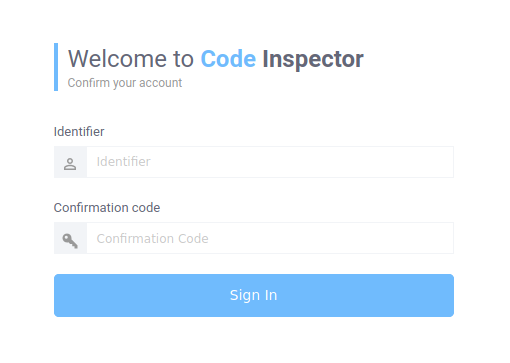 Welcome to Code Inspector
Confirm your account
Identifier
Identifier
Confirmation code
Confirmation Code
Sign In